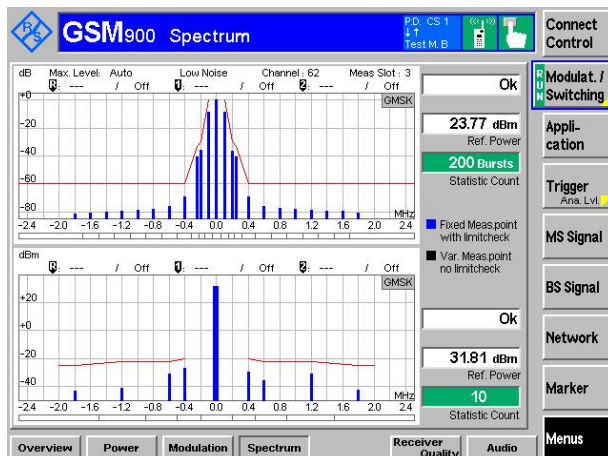 R S
GSM900 Spectrum
P.D. CS 1
Test M. B
Connect Control
dB Max. Level: Auto Low Noise Channel : 62 Meas Slot : 3
R: --- / Off 1: --- / Off 2: --- / Off
GMSK
+0
-20
-40
-60
-80
MHz
-2.4 -2.0 -1.6 -1.2 -0.8 -0.4 0.0 0.4 0.8 1.2 1.6 2.0 2.4
Ok
23.77 dBm
Ref. Power
200 Bursts
Statistic Count
Fixed Meas.point
with limitcheck
Var. Meas.point
no limitcheck
dBm
R: --- / Off 1: --- / Off 2: --- / Off
GMSK
+20
+0
-20
-40
MHz
-2.4 -2.0 -1.6 -1.2 -0.8 -0.4 0.0 0.4 0.8 1.2 1.6 2.0 2.4
Ok
31.81 dBm
Ref. Power
10
Statistic Count
RUN
Modulat. /
Switching
Appli-
cation
Trigger
Ana. Lvl.
MS Signal
BS Signal
Network
Marker
Menus
Overview Power Modulation Spectrum Receiver Quality Audio